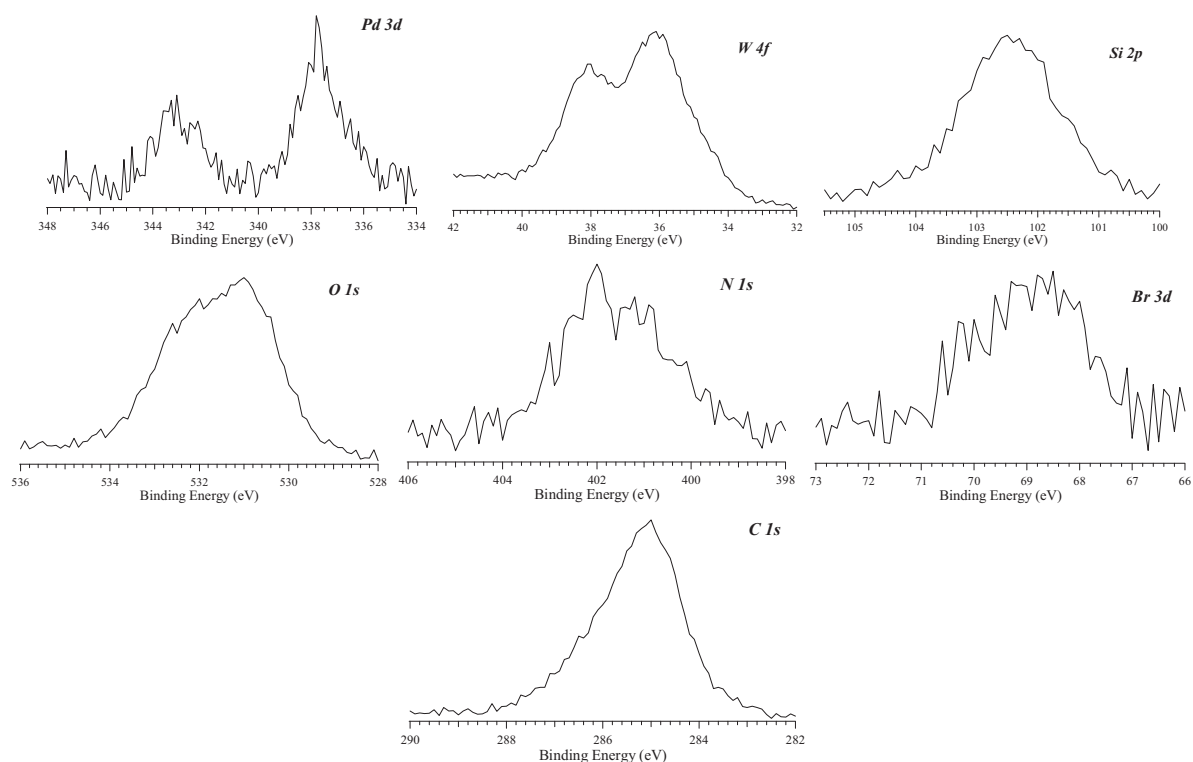 Pd 3d
348 346 344 342 340 338 336 334
Binding Energy (eV)
W 4f
42 40 38 36 34 32
Binding Energy (eV)
Si 2p
105 104 103 102 101 100
Binding Energy (eV)
O 1s
536 534 532 530 528
Binding Energy (eV)
N 1s
406 404 402 400 398
Binding Energy (eV)
Br 3d
73 72 71 70 69 68 67 66
Binding Energy (eV)
C 1s
290 288 286 284 282
Binding Energy (eV)